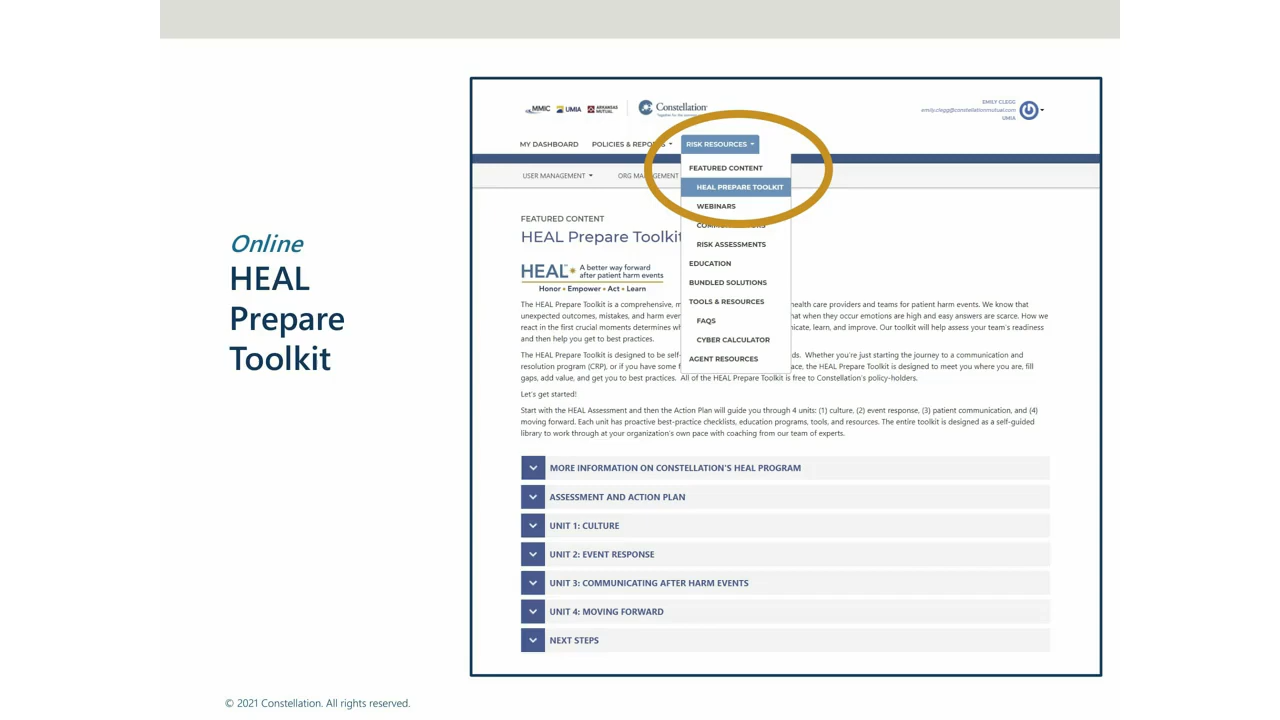 Online
HEAL
Prepare
Toolkit
MMIC UMIA ARKANSAS MUTUAL Constellation
EMILY CLEGG
emily.clegg@constellationmutual.com
UMIA
MY DASHBOARD POLICIES & REPO RISK RESOURCES
USER MANAGEMENT ORG MANAGEMENT
FEATURED CONTENT
HEAL PREPARE TOOLKIT
WEBINARS
RISK ASSESSMENTS
EDUCATION
BUNDLED SOLUTIONS
TOOLS & RESOURCES
FAQS
CYBER CALCULATOR
AGENT RESOURCES
FEATURED CONTENT
HEAL Prepare Toolkit
HEAL A better way forward
after patient harm events
Honor • Empower • Act • Learn
The HEAL Prepare Toolkit is a comprehensive, m health care providers and teams for patient harm events. We know that
unexpected outcomes, mistakes, and harm even hat when they occur emotions are high and easy answers are scarce. How we
react in the first crucial moments determines wh nicate, learn, and improve. Our toolkit will help assess your team's readiness
and then help you get to best practices.
The HEAL Prepare Toolkit is designed to be self- ds. Whether you're just starting the journey to a communication and
resolution program (CRP), or if you have some f ace, the HEAL Prepare Toolkit is designed to meet you where you are, fill
gaps, add value, and get you to best practices. All of the HEAL Prepare Toolkit is free to Constellation's policy-holders.
Let's get started!
Start with the HEAL Assessment and then the Action Plan will guide you through 4 units: (1) culture, (2) event response, (3) patient communication, and (4)
moving forward. Each unit has proactive best-practice checklists, education programs, tools, and resources. The entire toolkit is designed as a self-guided
library to work through at your organization's own pace with coaching from our team of experts.
MORE INFORMATION ON CONSTELLATION'S HEAL PROGRAM
ASSESSMENT AND ACTION PLAN
UNIT 1: CULTURE
UNIT 2: EVENT RESPONSE
UNIT 3: COMMUNICATING AFTER HARM EVENTS
UNIT 4: MOVING FORWARD
NEXT STEPS
© 2021 Constellation. All rights reserved.